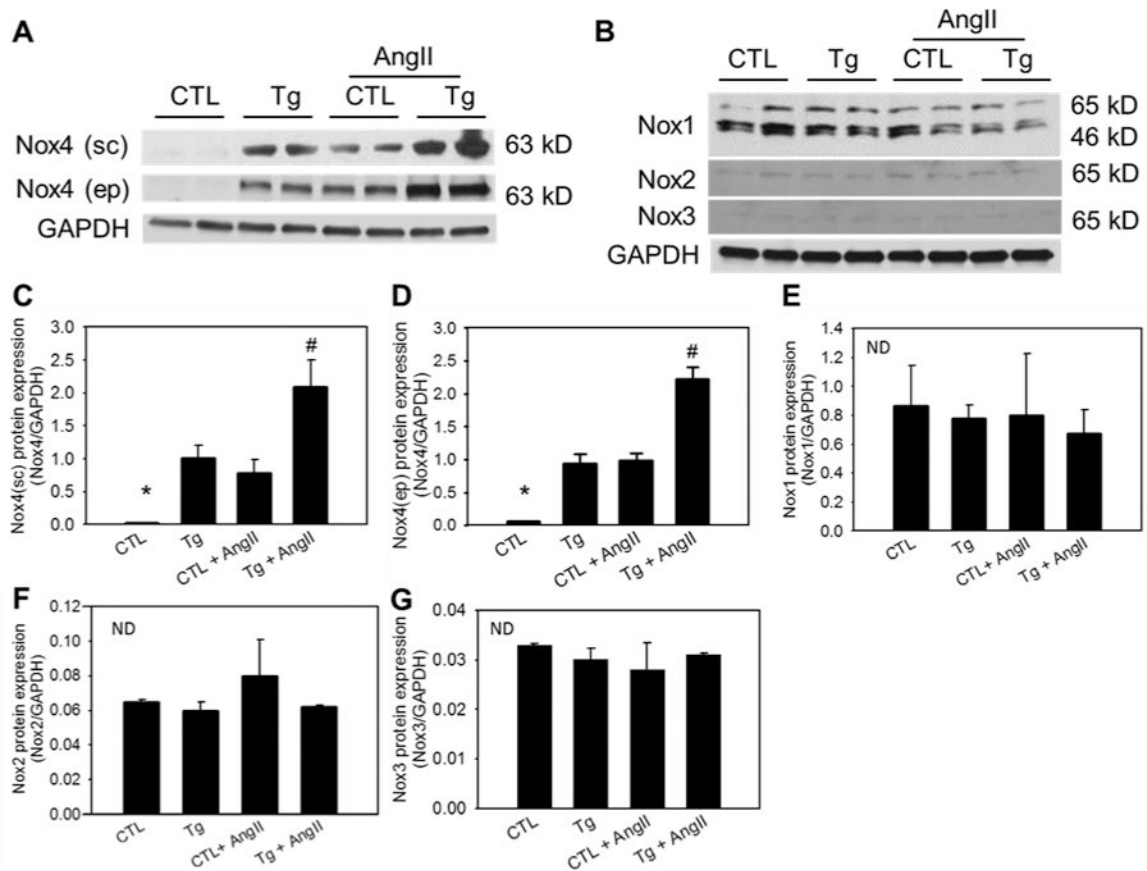 A
AngII
CTL Tg CTL Tg
Nox4 (sc) 63 kD
Nox4 (ep) 63 kD
GAPDH
B
AngII
CTL Tg CTL Tg
Nox1 65 kD
46 kD
Nox2 65 kD
Nox3 65 kD
GAPDH
C
Nox4(sc) protein expression
(Nox4/GAPDH)
3.0
2.5
2.0
1.5
1.0
0.5
0.0
* #
CTL Tg CTL + AngII Tg + AngII
D
Nox4(ep) protein expression
(Nox4/GAPDH)
3.0
2.5
2.0
1.5
1.0
0.5
0.0
* #
CTL Tg CTL + AngII Tg + AngII
E
Nox1 protein expression
(Nox1/GAPDH)
1.4
1.2
1.0
0.8
0.6
0.4
0.2
0.0
ND
CTL Tg CTL + AngII Tg + AngII
F
Nox2 protein expression
(Nox2/GAPDH)
0.12
0.10
0.08
0.06
0.04
0.02
0.00
ND
CTL Tg CTL+ AngII Tg + AngII
G
Nox3 protein expression
(Nox3/GAPDH)
0.04
0.03
0.02
0.01
0.00
ND
CTL Tg CTL + AngII Tg + AngII